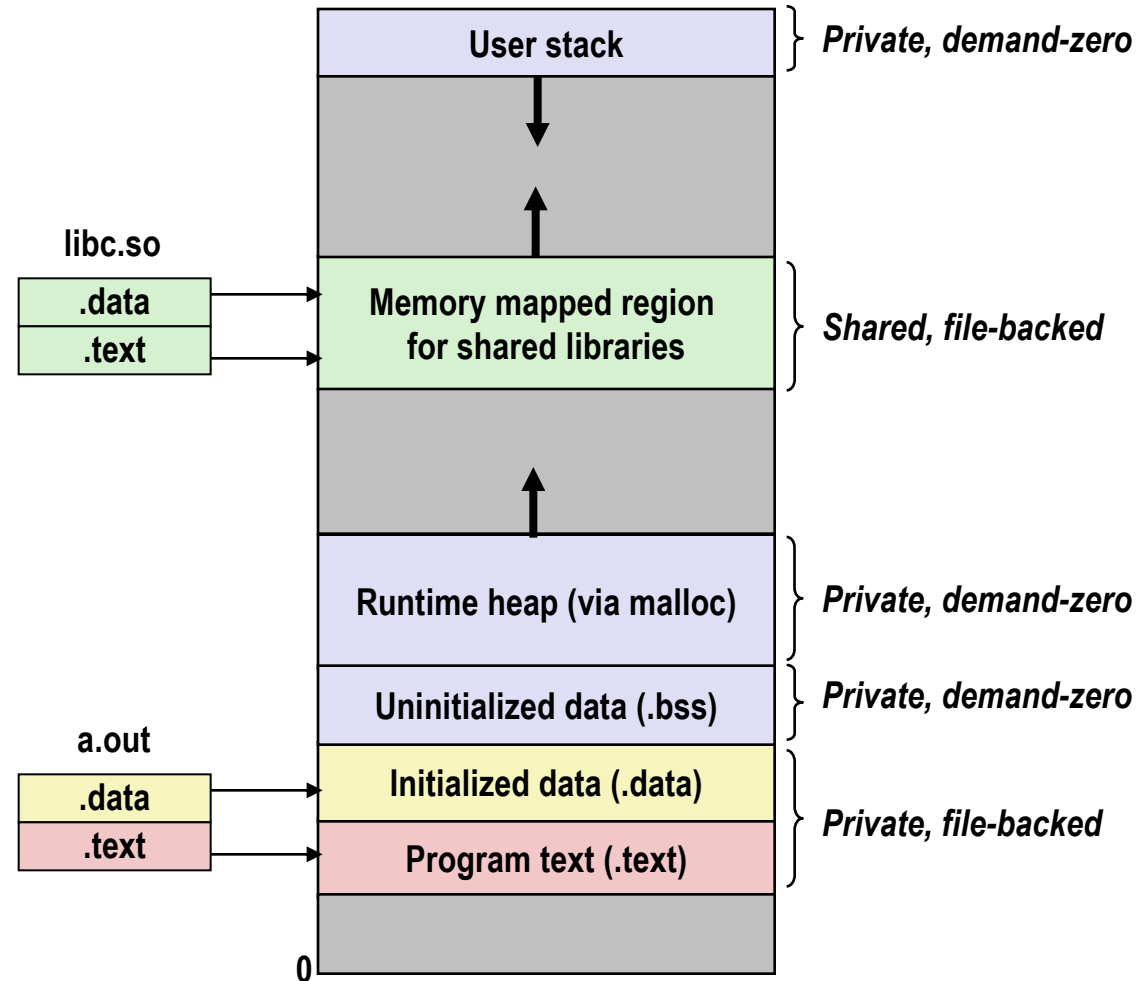 User stack
Private, demand-zero
libc.so
.data
.text
Memory mapped region
for shared libraries
Shared, file-backed
Runtime heap (via malloc)
Private, demand-zero
Uninitialized data (.bss)
Private, demand-zero
a.out
.data
.text
Initialized data (.data)
Program text (.text)
Private, file-backed
0